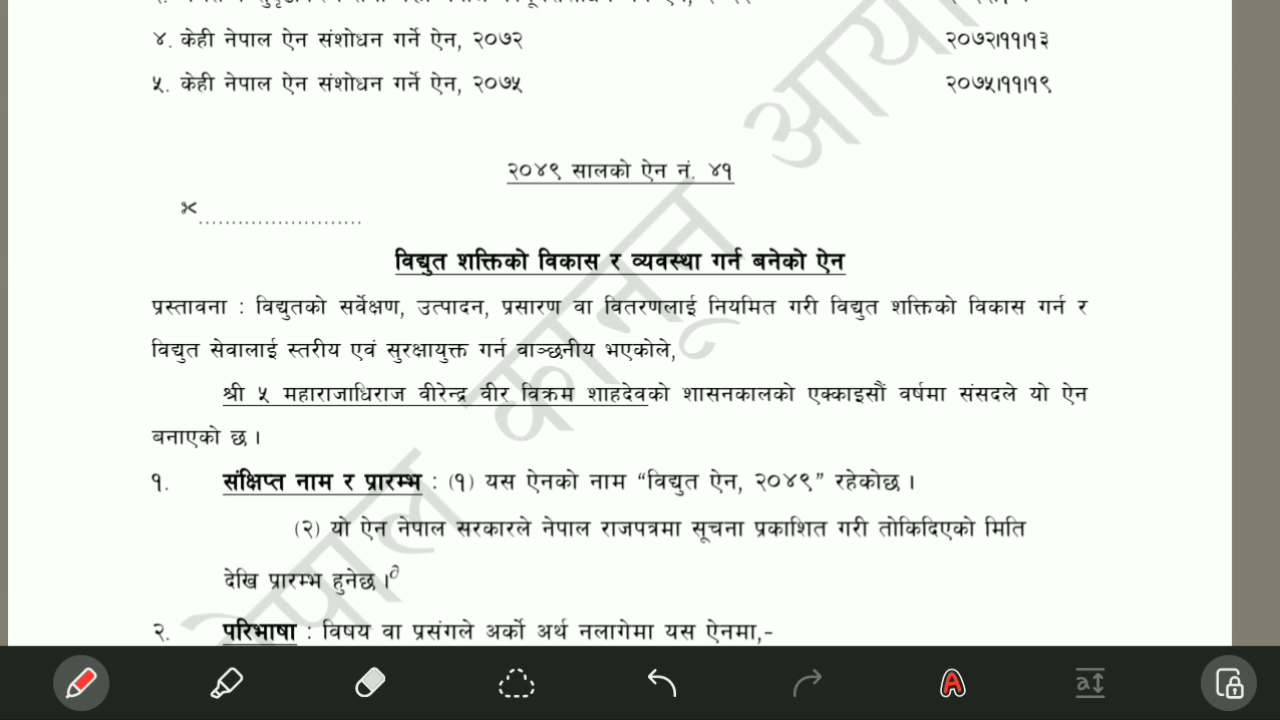 ४. केही नेपाल ऐन संशोधन गर्ने ऐन, २०७२ २०७२।११।१३
५. केही नेपाल ऐन संशोधन गर्ने ऐन, २०७५ २०७५।११।१९
२०४९ सालको ऐन नं. ४१
✂.........................
विद्युत शक्तिको विकास र व्यवस्था गर्न बनेको ऐन
प्रस्तावना : विद्युतको सर्वेक्षण, उत्पादन, प्रसारण वा वितरणलाई नियमित गरी विद्युत शक्तिको विकास गर्न र
विद्युत सेवालाई स्तरीय एवं सुरक्षायुक्त गर्न वाञ्छनीय भएकोले,
श्री ५ महाराजाधिराज वीरेन्द्र वीर विक्रम शाहदेवको शासनकालको एक्काइसौं वर्षमा संसदले यो ऐन
बनाएको छ ।
१. संक्षिप्त नाम र प्रारम्भ : (१) यस ऐनको नाम “विद्युत ऐन, २०४९” रहेकोछ ।
(२) यो ऐन नेपाल सरकारले नेपाल राजपत्रमा सूचना प्रकाशित गरी तोकिदिएको मिति
देखि प्रारम्भ हुनेछ ।
२. परिभाषा : विषय वा प्रसंगले अर्को अर्थ नलागेमा यस ऐनमा,-
नेपाल कानून
A
a